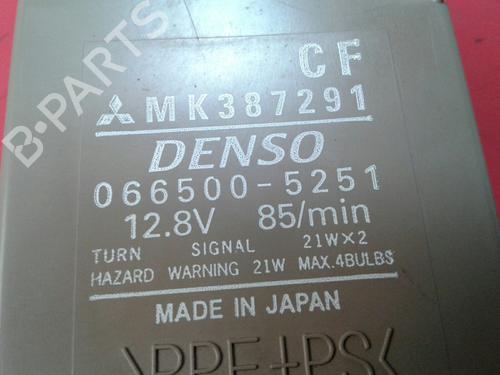 CF
MK387291
DENSO
066500-5251
12.8V 85/min
TURN SIGNAL 21W×2
HAZARD WARNING 21W MAX.4BULBS
MADE IN JAPAN
>PPE+PS<
B-PARTS